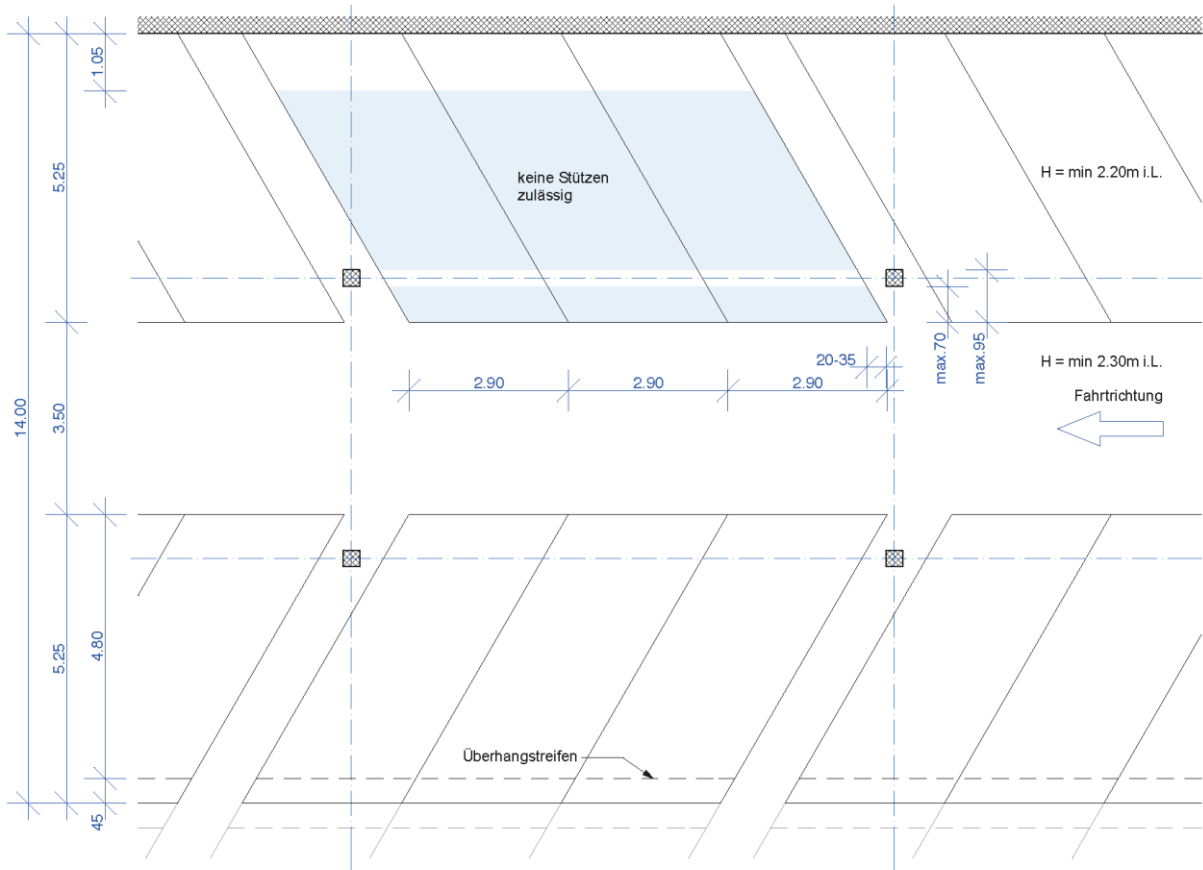 1.05
5.25
keine Stützen
zulässig
H = min 2.20m i.L.
20-35
max.70
max.95
H = min 2.30m i.L.
2.90
2.90
2.90
Fahrtrichtung
14.00
3.50
5.25
4.80
Überhangstreifen
45